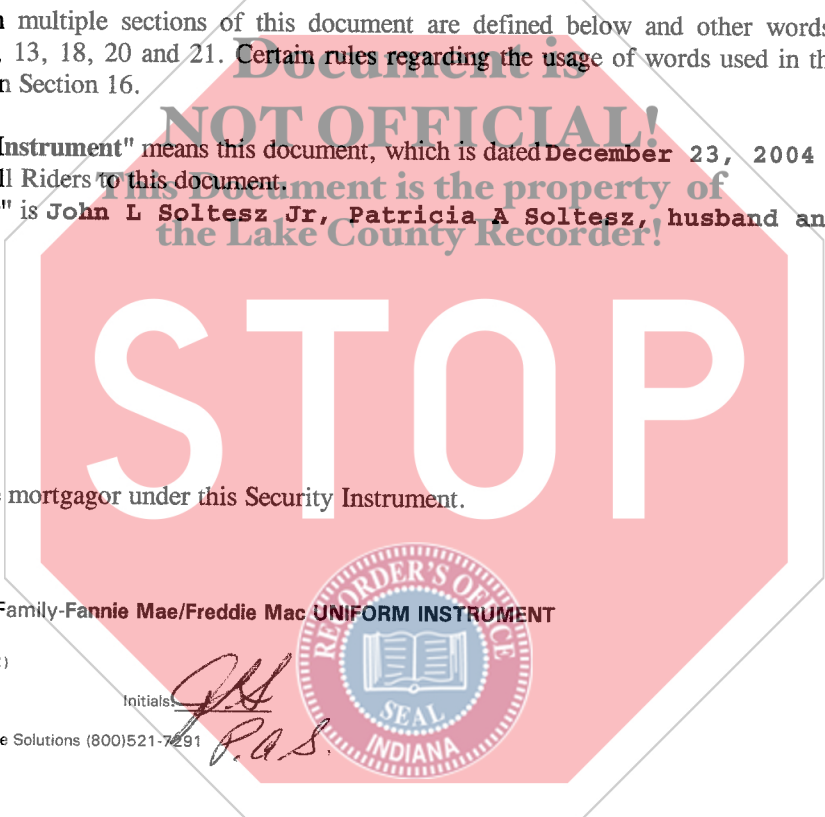 multiple sections of this document are defined below and other words
, 13, 18, 20 and 21. Certain rules regarding the usage of words used in th
n Section 16.
Document is
NOT OFFICIAL!
This Document is the property of
the Lake County Recorder!
Instrument" means this document, which is dated December 23, 2004
ll Riders to this document.
" is John L Soltesz Jr, Patricia A Soltesz, husband an
STOP
mortgagor under this Security Instrument.
Family-Fannie Mae/Freddie Mac UNIFORM INSTRUMENT
RECORDER'S OFFICE
SEAL
INDIANA
Initials:
P.A.S.
e Solutions (800)521-7291